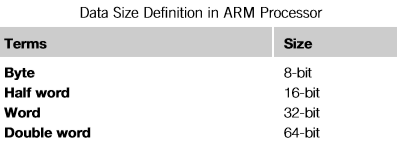 Data Size Definition in ARM Processor
Terms Size
Byte 8-bit
Half word 16-bit
Word 32-bit
Double word 64-bit